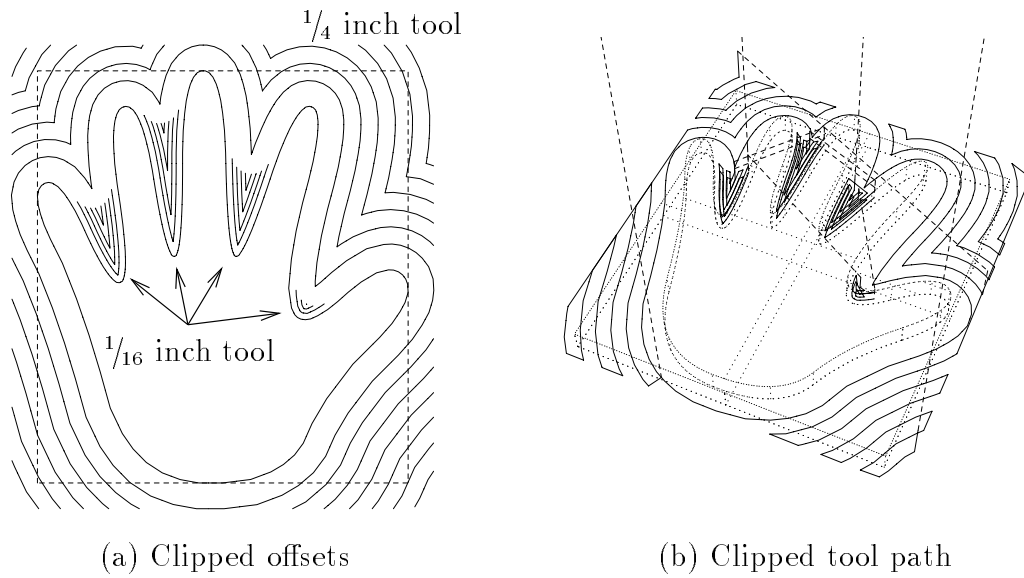 1/4 inch tool
1/16 inch tool
(a) Clipped offsets
(b) Clipped tool path